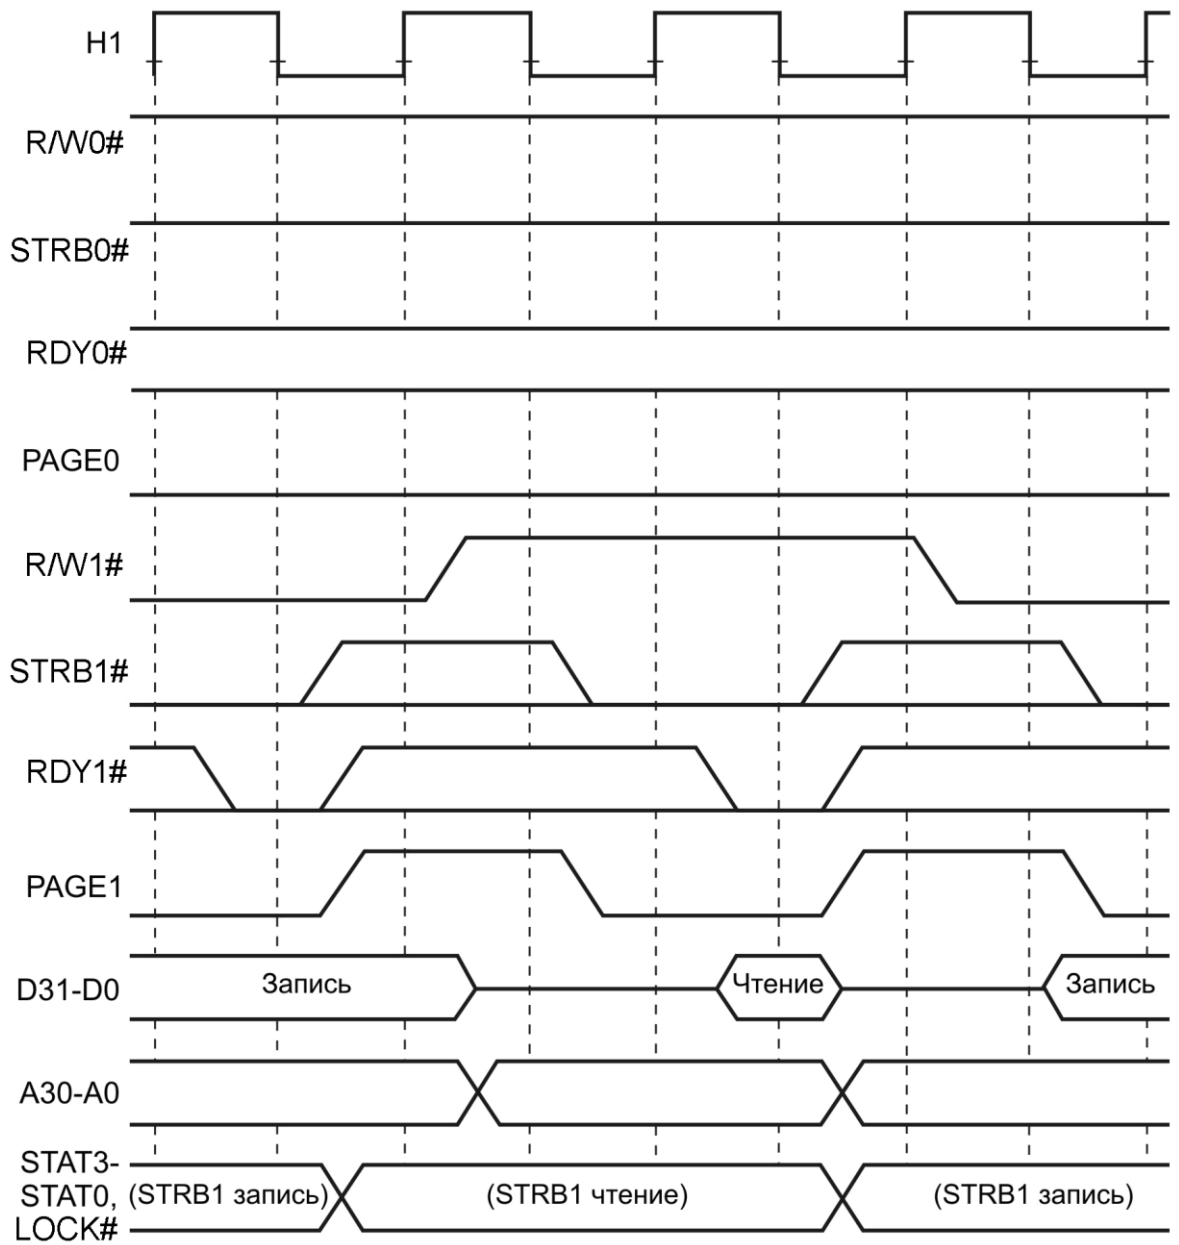 H1
R/W0#
STRB0#
RDY0#
PAGE0
R/W1#
STRB1#
RDY1#
PAGE1
D31-D0 Запись Чтение Запись
A30-A0
STAT3-
STAT0, (STRB1 запись) (STRB1 чтение) (STRB1 запись)
LOCK#